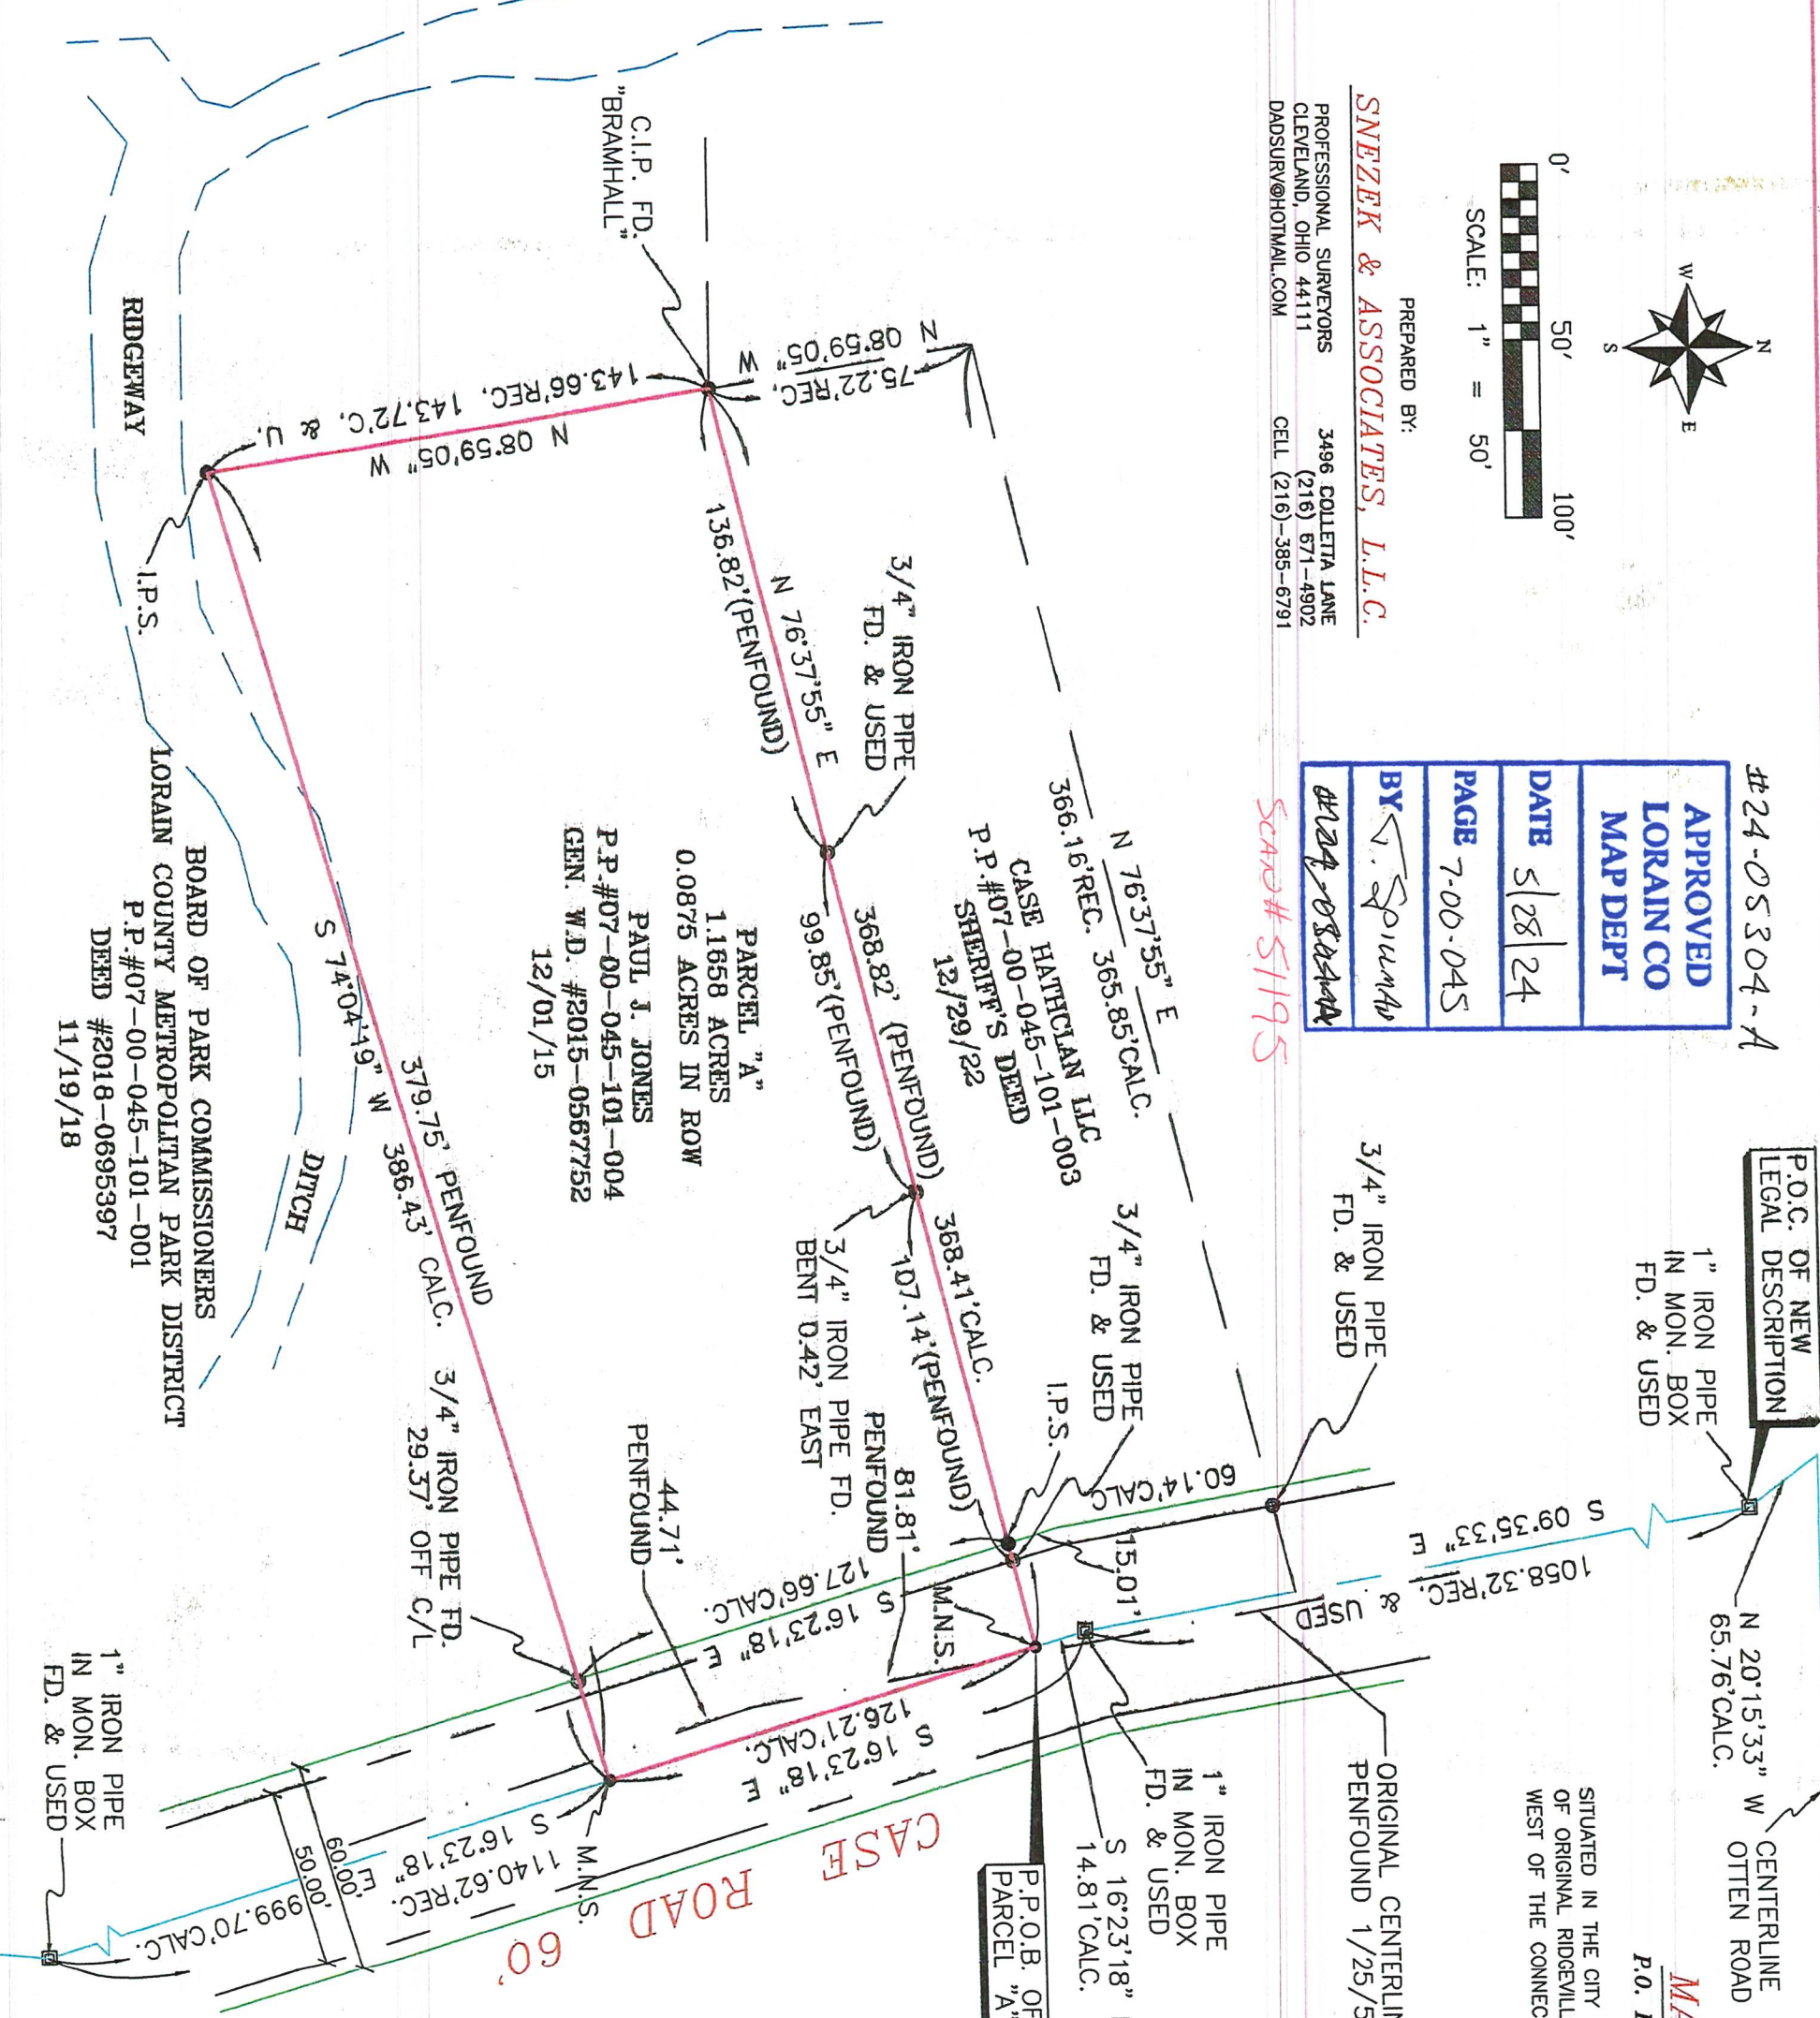 #24-05304-A
APPROVED
LORAIN CO
MAP DEPT
DATE 5/28/24
PAGE 7-00-045
BY
SCAN# 51195
N
W
E
S
0' 50' 100'
SCALE: 1" = 50'
PREPARED BY:
SNEZEK & ASSOCIATES, L.L.C.
PROFESSIONAL SURVEYORS
CLEVELAND, OHIO 44111
DADSURV@HOTMAIL.COM
3496 COLLETTA LANE
(216) 671-4902
CELL (216)-385-6791
P.O.C. OF NEW
LEGAL DESCRIPTION
1" IRON PIPE
IN MON. BOX
FD. & USED
N 20°15'33" W
65.76'CALC.
CENTERLINE
OTTEN ROAD
MA
P.O.
SITUATED IN THE CITY
OF ORIGINAL RIDGEVILL
WEST OF THE CONNEC
S 09°35'33" E
1058.32'REC. & USED
ORIGINAL CENTERLIN
PENFOUND 1/25/5
3/4" IRON PIPE
FD. & USED
N 76°37'55" E
366.16'REC. 365.85'CALC.
CASE HATHCLAN LLC
P.P.#07-00-045-101-003
SHERIFF'S DEED
12/29/22
N 08°59'05" W
75.22'REC.
C.I.P. FD.
"BRAMHALL"
3/4" IRON PIPE
FD. & USED
N 76°37'55" E
136.82'(PENFOUND)
368.82' (PENFOUND)
99.85'(PENFOUND)
368.41'CALC.
107.14'(PENFOUND)
3/4" IRON PIPE
FD. & USED
I.P.S.
60.14'CALC
15.01'
1" IRON PIPE
IN MON. BOX
FD. & USED
S 16°23'18"
14.81'CALC.
P.P.O.B. OF
PARCEL "A"
3/4" IRON PIPE FD.
BENT 0.42' EAST
81.81'
PENFOUND
M.N.S.
44.71'
PENFOUND
S 16°23'18" E
127.66'CALC.
S 16°23'18" E
126.21'CALC.
CASE ROAD 60'
N 08°59'05" W
143.66'REC. 143.72'C. & U.
PARCEL "A"
1.1658 ACRES
0.0875 ACRES IN ROW
PAUL J. JONES
P.P.#07-00-045-101-004
GEN. W.D. #2015-0567752
12/01/15
I.P.S.
379.75' PENFOUND
S 74°04'19" W 386.43' CALC.
3/4" IRON PIPE FD.
29.37' OFF C/L
M.N.S.
S 16°23'18" E
1140.62'REC.
999.70'CALC.
60.00'
50.00'
1" IRON PIPE
IN MON. BOX
FD. & USED
RIDGEWAY
DITCH
BOARD OF PARK COMMISSIONERS
LORAIN COUNTY METROPOLITAN PARK DISTRICT
P.P.#07-00-045-101-001
DEED #2018-0695397
11/19/18